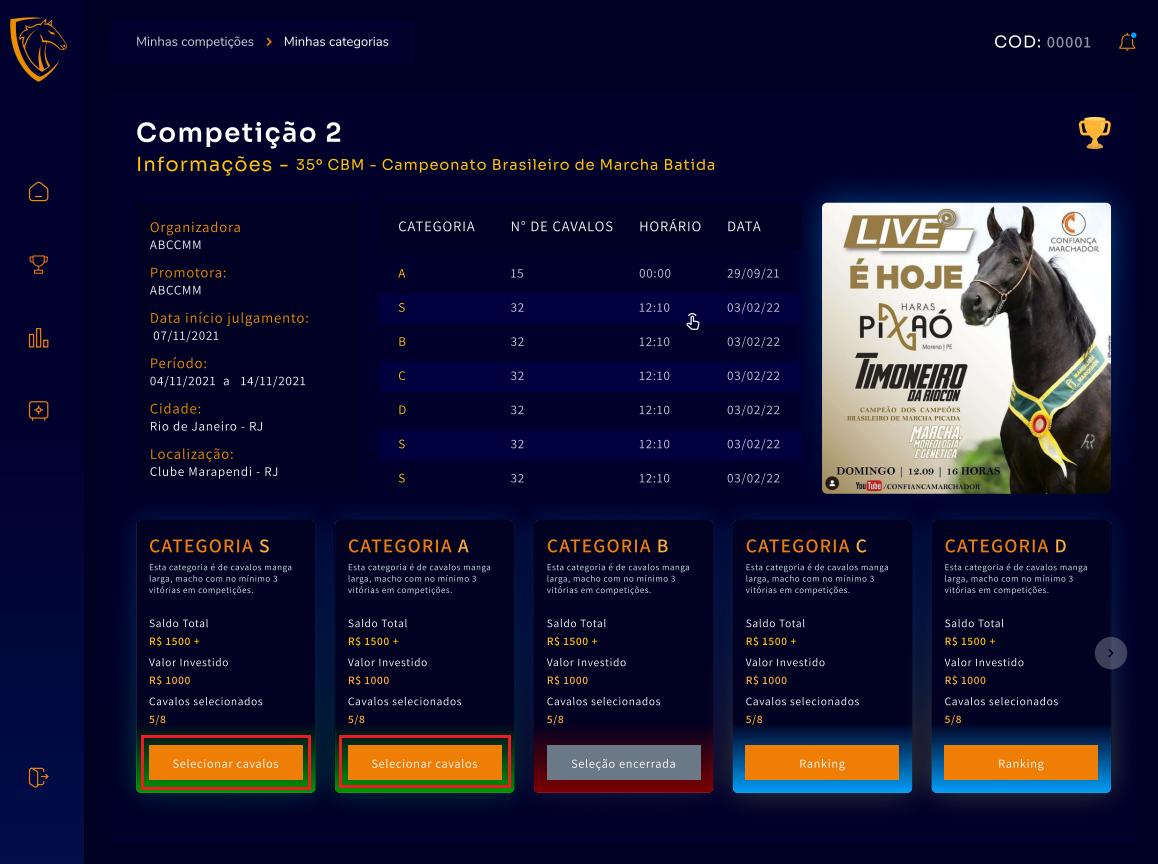 Minhas competições > Minhas categorias
COD: 00001
Competição 2
Informações - 35º CBM - Campeonato Brasileiro de Marcha Batida
Organizadora
ABCCMM
Promotora:
ABCCMM
Data início julgamento:
07/11/2021
Período:
04/11/2021 a 14/11/2021
Cidade:
Rio de Janeiro - RJ
Localização:
Clube Marapendi - RJ
CATEGORIA N° DE CAVALOS HORÁRIO DATA
A 15 00:00 29/09/21
S 32 12:10 03/02/22
B 32 12:10 03/02/22
C 32 12:10 03/02/22
D 32 12:10 03/02/22
S 32 12:10 03/02/22
S 32 12:10 03/02/22
LIVE
CONFIANÇA
MARCHADOR
É HOJE
HARAS
PIXAÓ
Moreno | PE
TIMONEIRO
DA RIOCON
CAMPEÃO DOS CAMPEÕES
BRASILEIRO DE MARCHA PICADA
MARCHA,
MORFOLOGIA
E GENÉTICA
DOMINGO | 12.09 | 16 HORAS
YouTube /CONFIANCAMARCHADOR
CATEGORIA S
Esta categoria é de cavalos manga
larga, macho com no mínimo 3
vitórias em competições.
Saldo Total
R$ 1500 +
Valor Investido
R$ 1000
Cavalos selecionados
5/8
Selecionar cavalos
CATEGORIA A
Esta categoria é de cavalos manga
larga, macho com no mínimo 3
vitórias em competições.
Saldo Total
R$ 1500 +
Valor Investido
R$ 1000
Cavalos selecionados
5/8
Selecionar cavalos
CATEGORIA B
Esta categoria é de cavalos manga
larga, macho com no mínimo 3
vitórias em competições.
Saldo Total
R$ 1500 +
Valor Investido
R$ 1000
Cavalos selecionados
5/8
Seleção encerrada
CATEGORIA C
Esta categoria é de cavalos manga
larga, macho com no mínimo 3
vitórias em competições.
Saldo Total
R$ 1500 +
Valor Investido
R$ 1000
Cavalos selecionados
5/8
Ranking
CATEGORIA D
Esta categoria é de cavalos manga
larga, macho com no mínimo 3
vitórias em competições.
Saldo Total
R$ 1500 +
Valor Investido
R$ 1000
Cavalos selecionados
5/8
Ranking